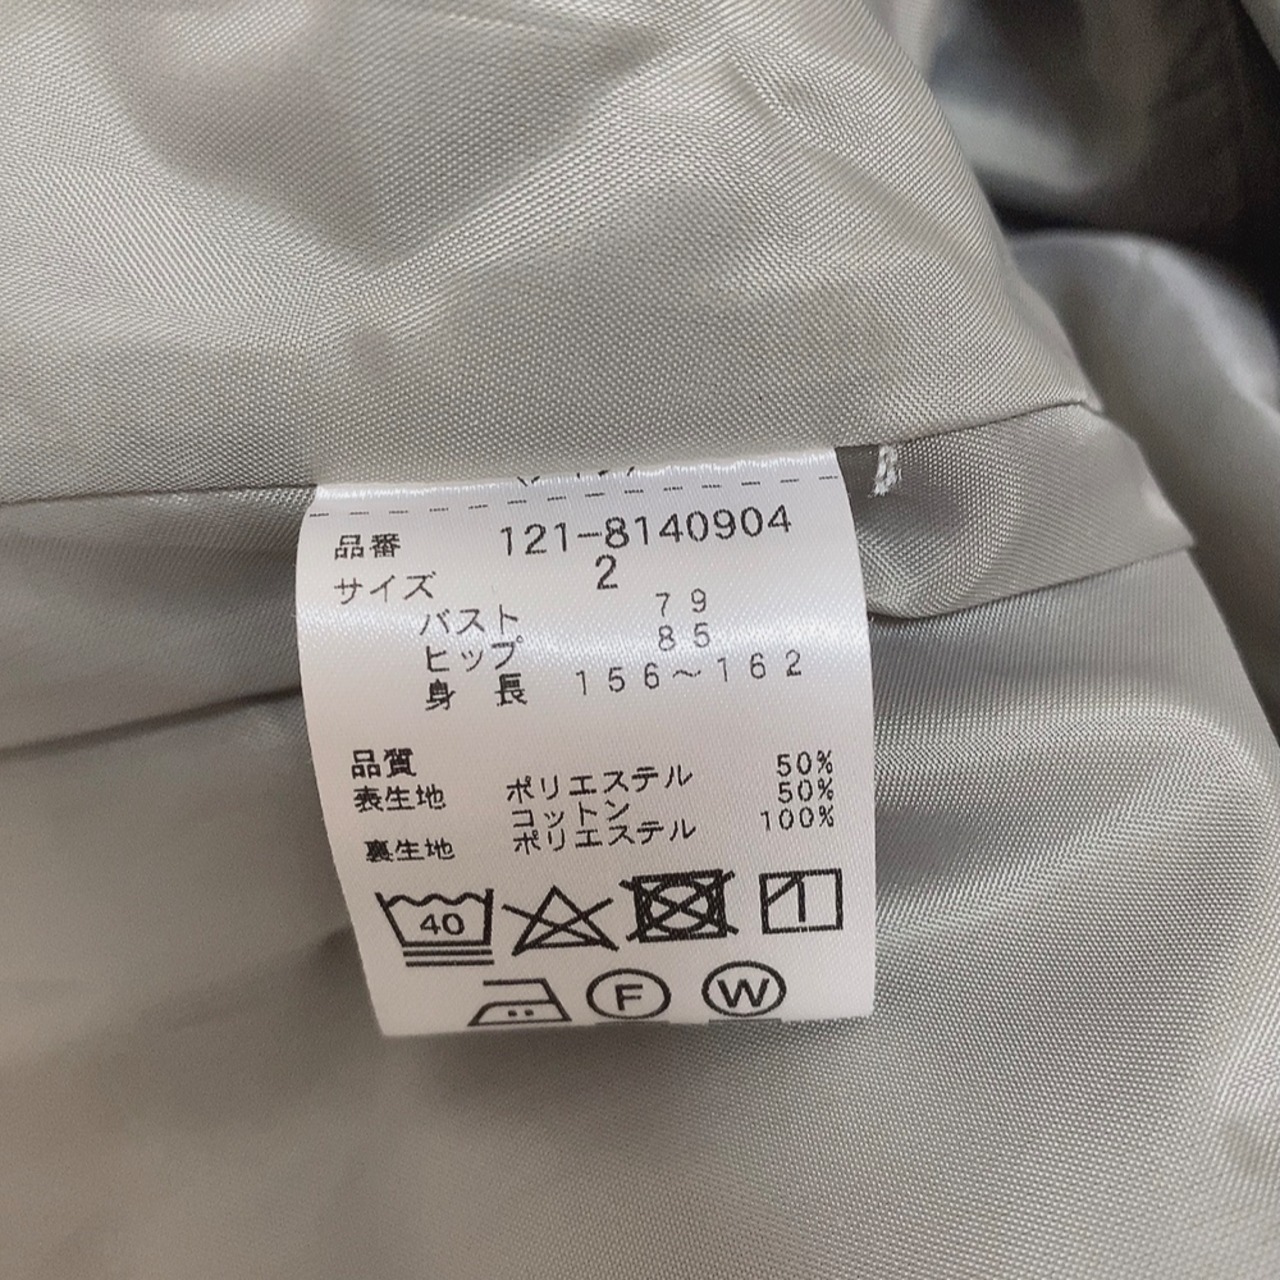 品番 121-8140904
サイズ 2
バスト 79
ヒップ 85
身 長 156～162
品質
表生地 ポリエステル 50%
コットン 50%
裏生地 ポリエステル 100%
40
F W